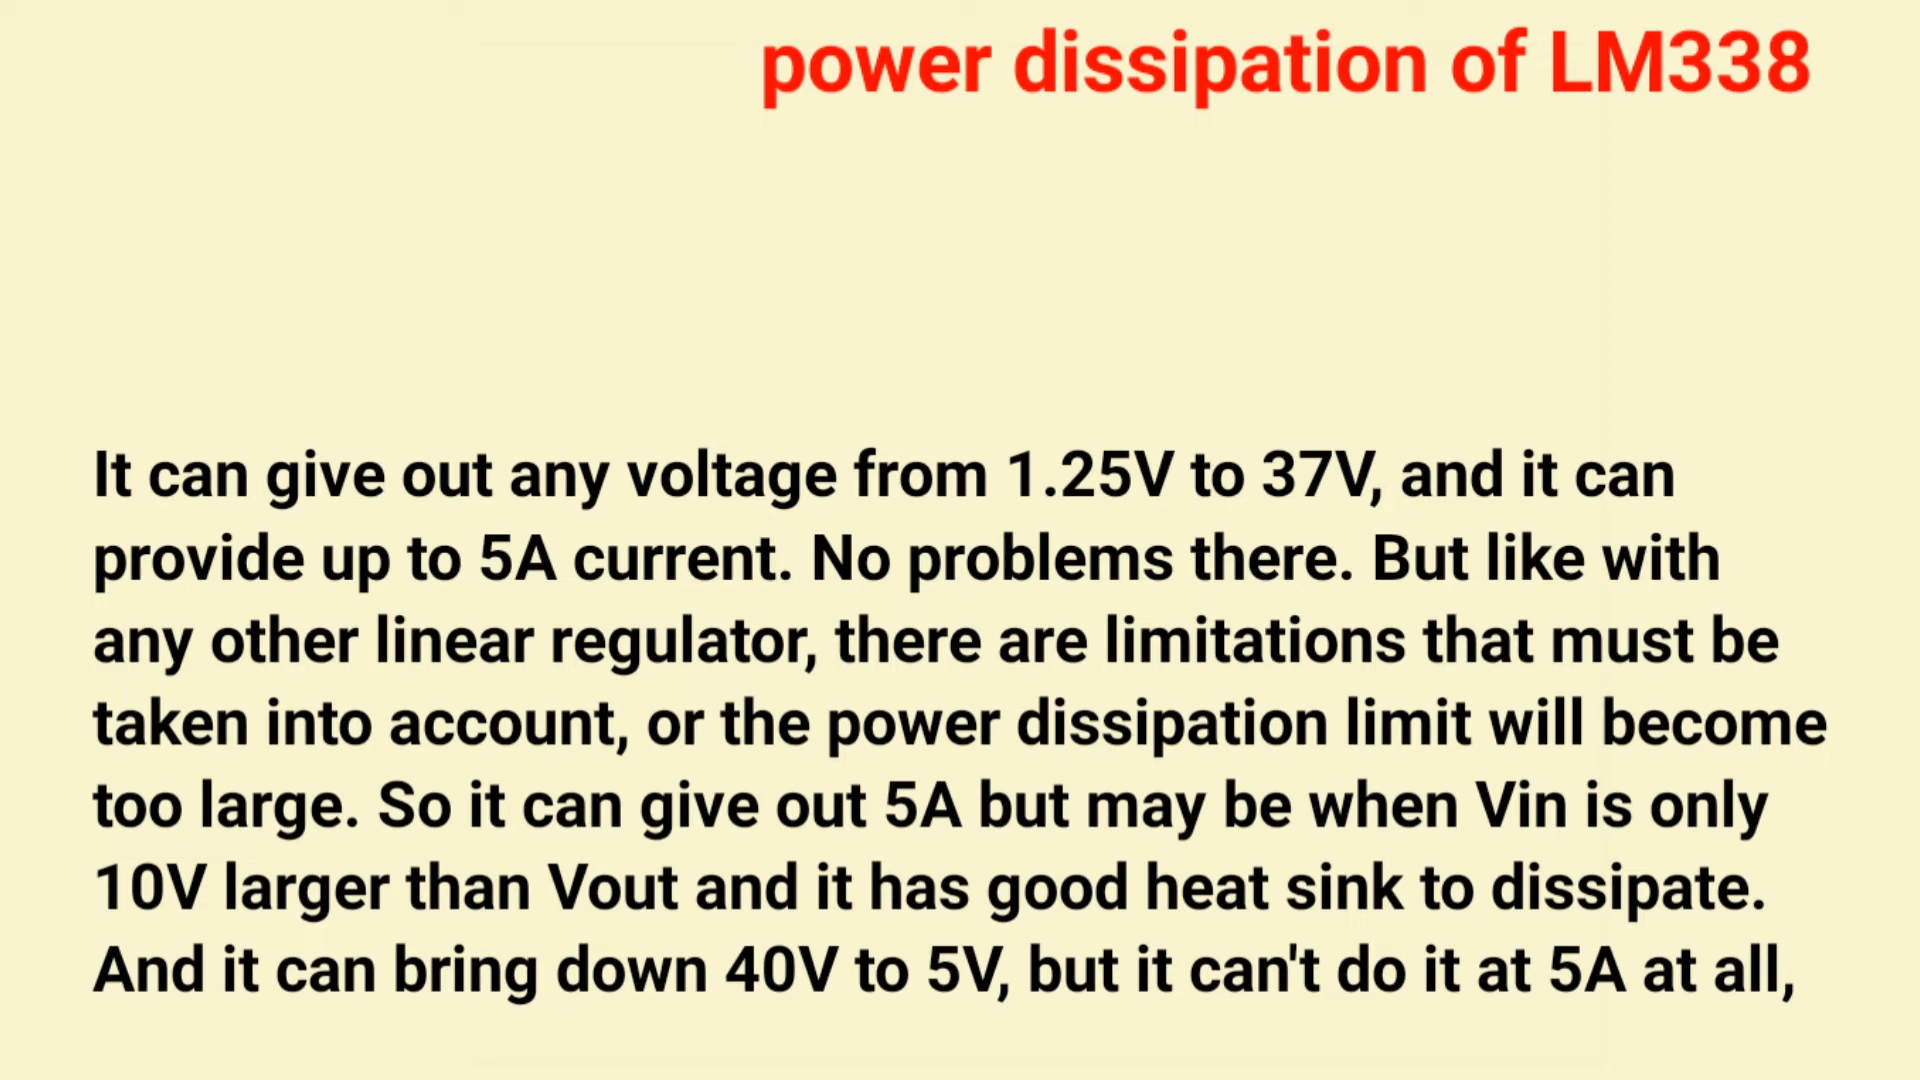 power dissipation of LM338
It can give out any voltage from 1.25V to 37V, and it can
provide up to 5A current. No problems there. But like with
any other linear regulator, there are limitations that must be
taken into account, or the power dissipation limit will become
too large. So it can give out 5A but may be when Vin is only
10V larger than Vout and it has good heat sink to dissipate.
And it can bring down 40V to 5V, but it can't do it at 5A at all,